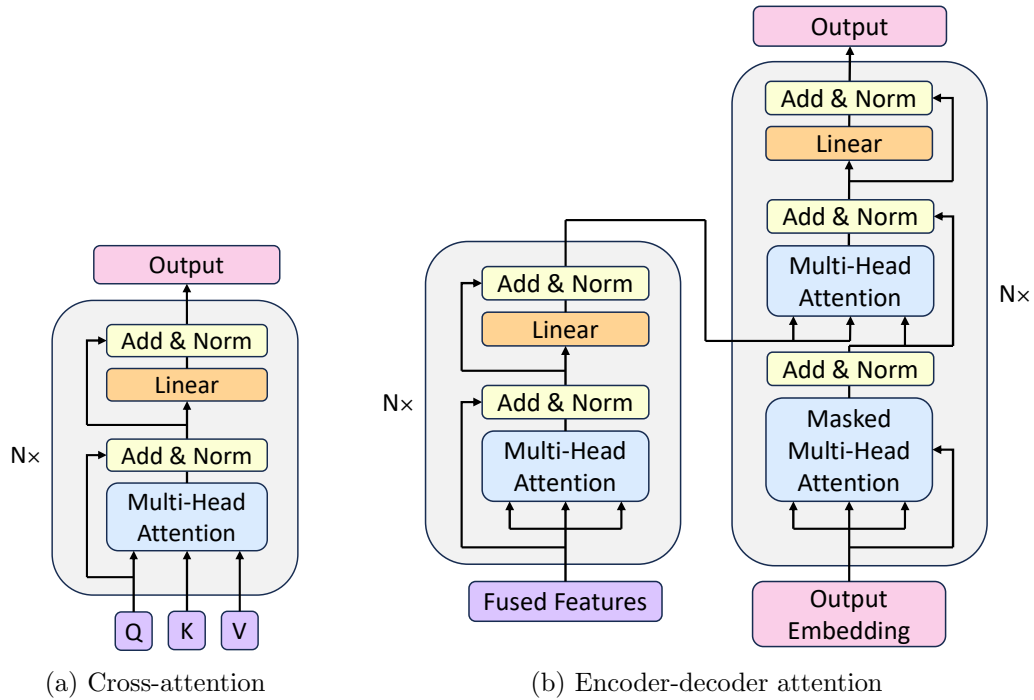 Output
Add & Norm
Linear
Add & Norm
Multi-Head
Attention
N×
Q
K
V
(a) Cross-attention
Add & Norm
Linear
Add & Norm
Multi-Head
Attention
N×
Fused Features
Output
Add & Norm
Linear
Add & Norm
Multi-Head
Attention
N×
Add & Norm
Masked
Multi-Head
Attention
Output
Embedding
(b) Encoder-decoder attention